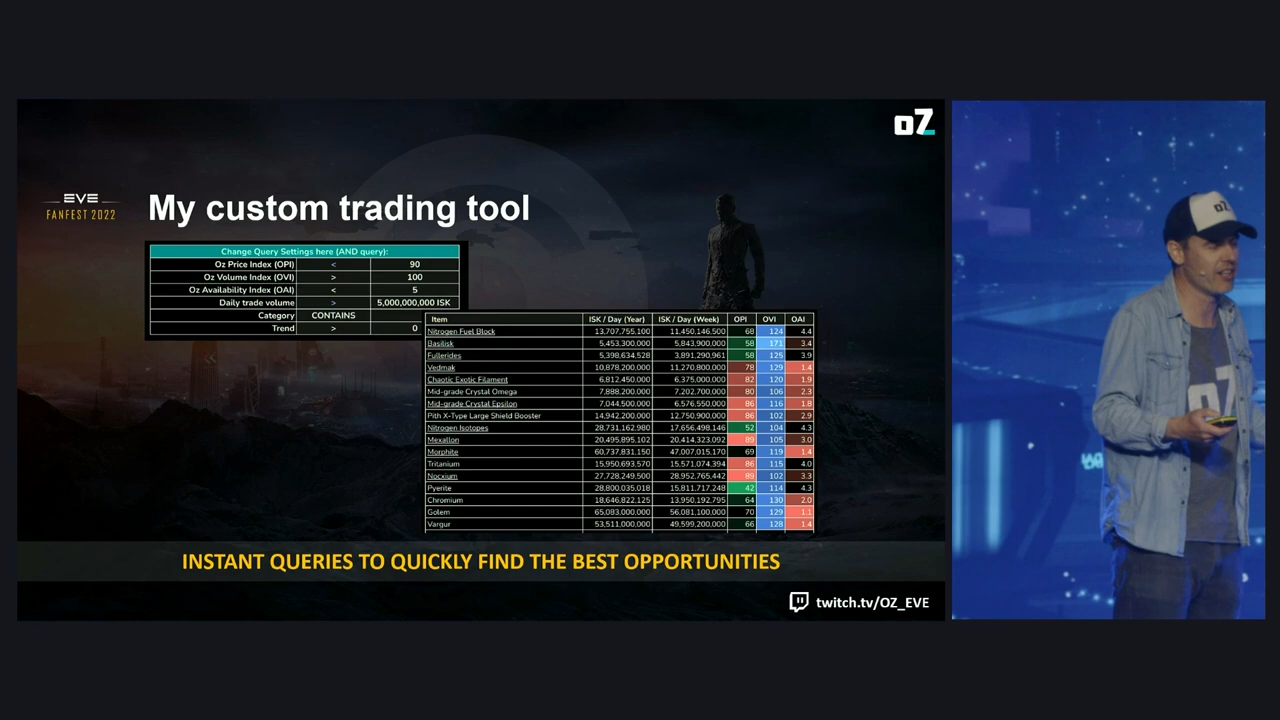 oZ
EVE
FANFEST 2022
My custom trading tool
Change Query Settings here (AND query):
Oz Price Index (OPI) < 90
Oz Volume Index (OVI) > 100
Oz Availability Index (OAI) < 5
Daily trade volume > 5,000,000,000 ISK
Category CONTAINS
Trend > 0
Item ISK / Day (Year) ISK / Day (Week) OPI OVI OAI
Nitrogen Fuel Block 13,707,755,100 11,450,146,500 68 124 4.4
Basilisk 5,453,300,000 5,843,900,000 58 171 3.4
Fullerides 5,398,634,528 3,891,290,961 58 125 3.9
Vedmak 10,878,200,000 11,270,800,000 78 129 1.4
Chaotic Exotic Filament 6,812,450,000 6,375,000,000 82 120 1.9
Mid-grade Crystal Omega 7,888,200,000 7,202,700,000 80 106 2.3
Mid-grade Crystal Epsilon 7,044,500,000 6,576,550,000 86 116 1.8
Pith X-Type Large Shield Booster 14,942,200,000 12,750,900,000 86 102 2.9
Nitrogen Isotopes 28,731,162,980 17,656,498,146 52 104 4.3
Mexallon 20,495,895,102 20,414,323,092 89 105 3.0
Morphite 60,737,831,150 47,007,015,170 69 119 1.4
Tritanium 15,950,693,570 15,571,074,394 86 115 4.0
Nocxium 27,728,249,500 28,952,765,442 89 102 3.3
Pyerite 28,800,035,018 15,811,717,248 42 114 4.3
Chromium 18,646,822,125 13,950,192,795 64 130 2.0
Golem 65,083,000,000 56,081,100,000 70 129 1.1
Vargur 53,511,000,000 49,599,200,000 66 128 1.4
INSTANT QUERIES TO QUICKLY FIND THE BEST OPPORTUNITIES
twitch.tv/OZ_EVE
oZ
oZ